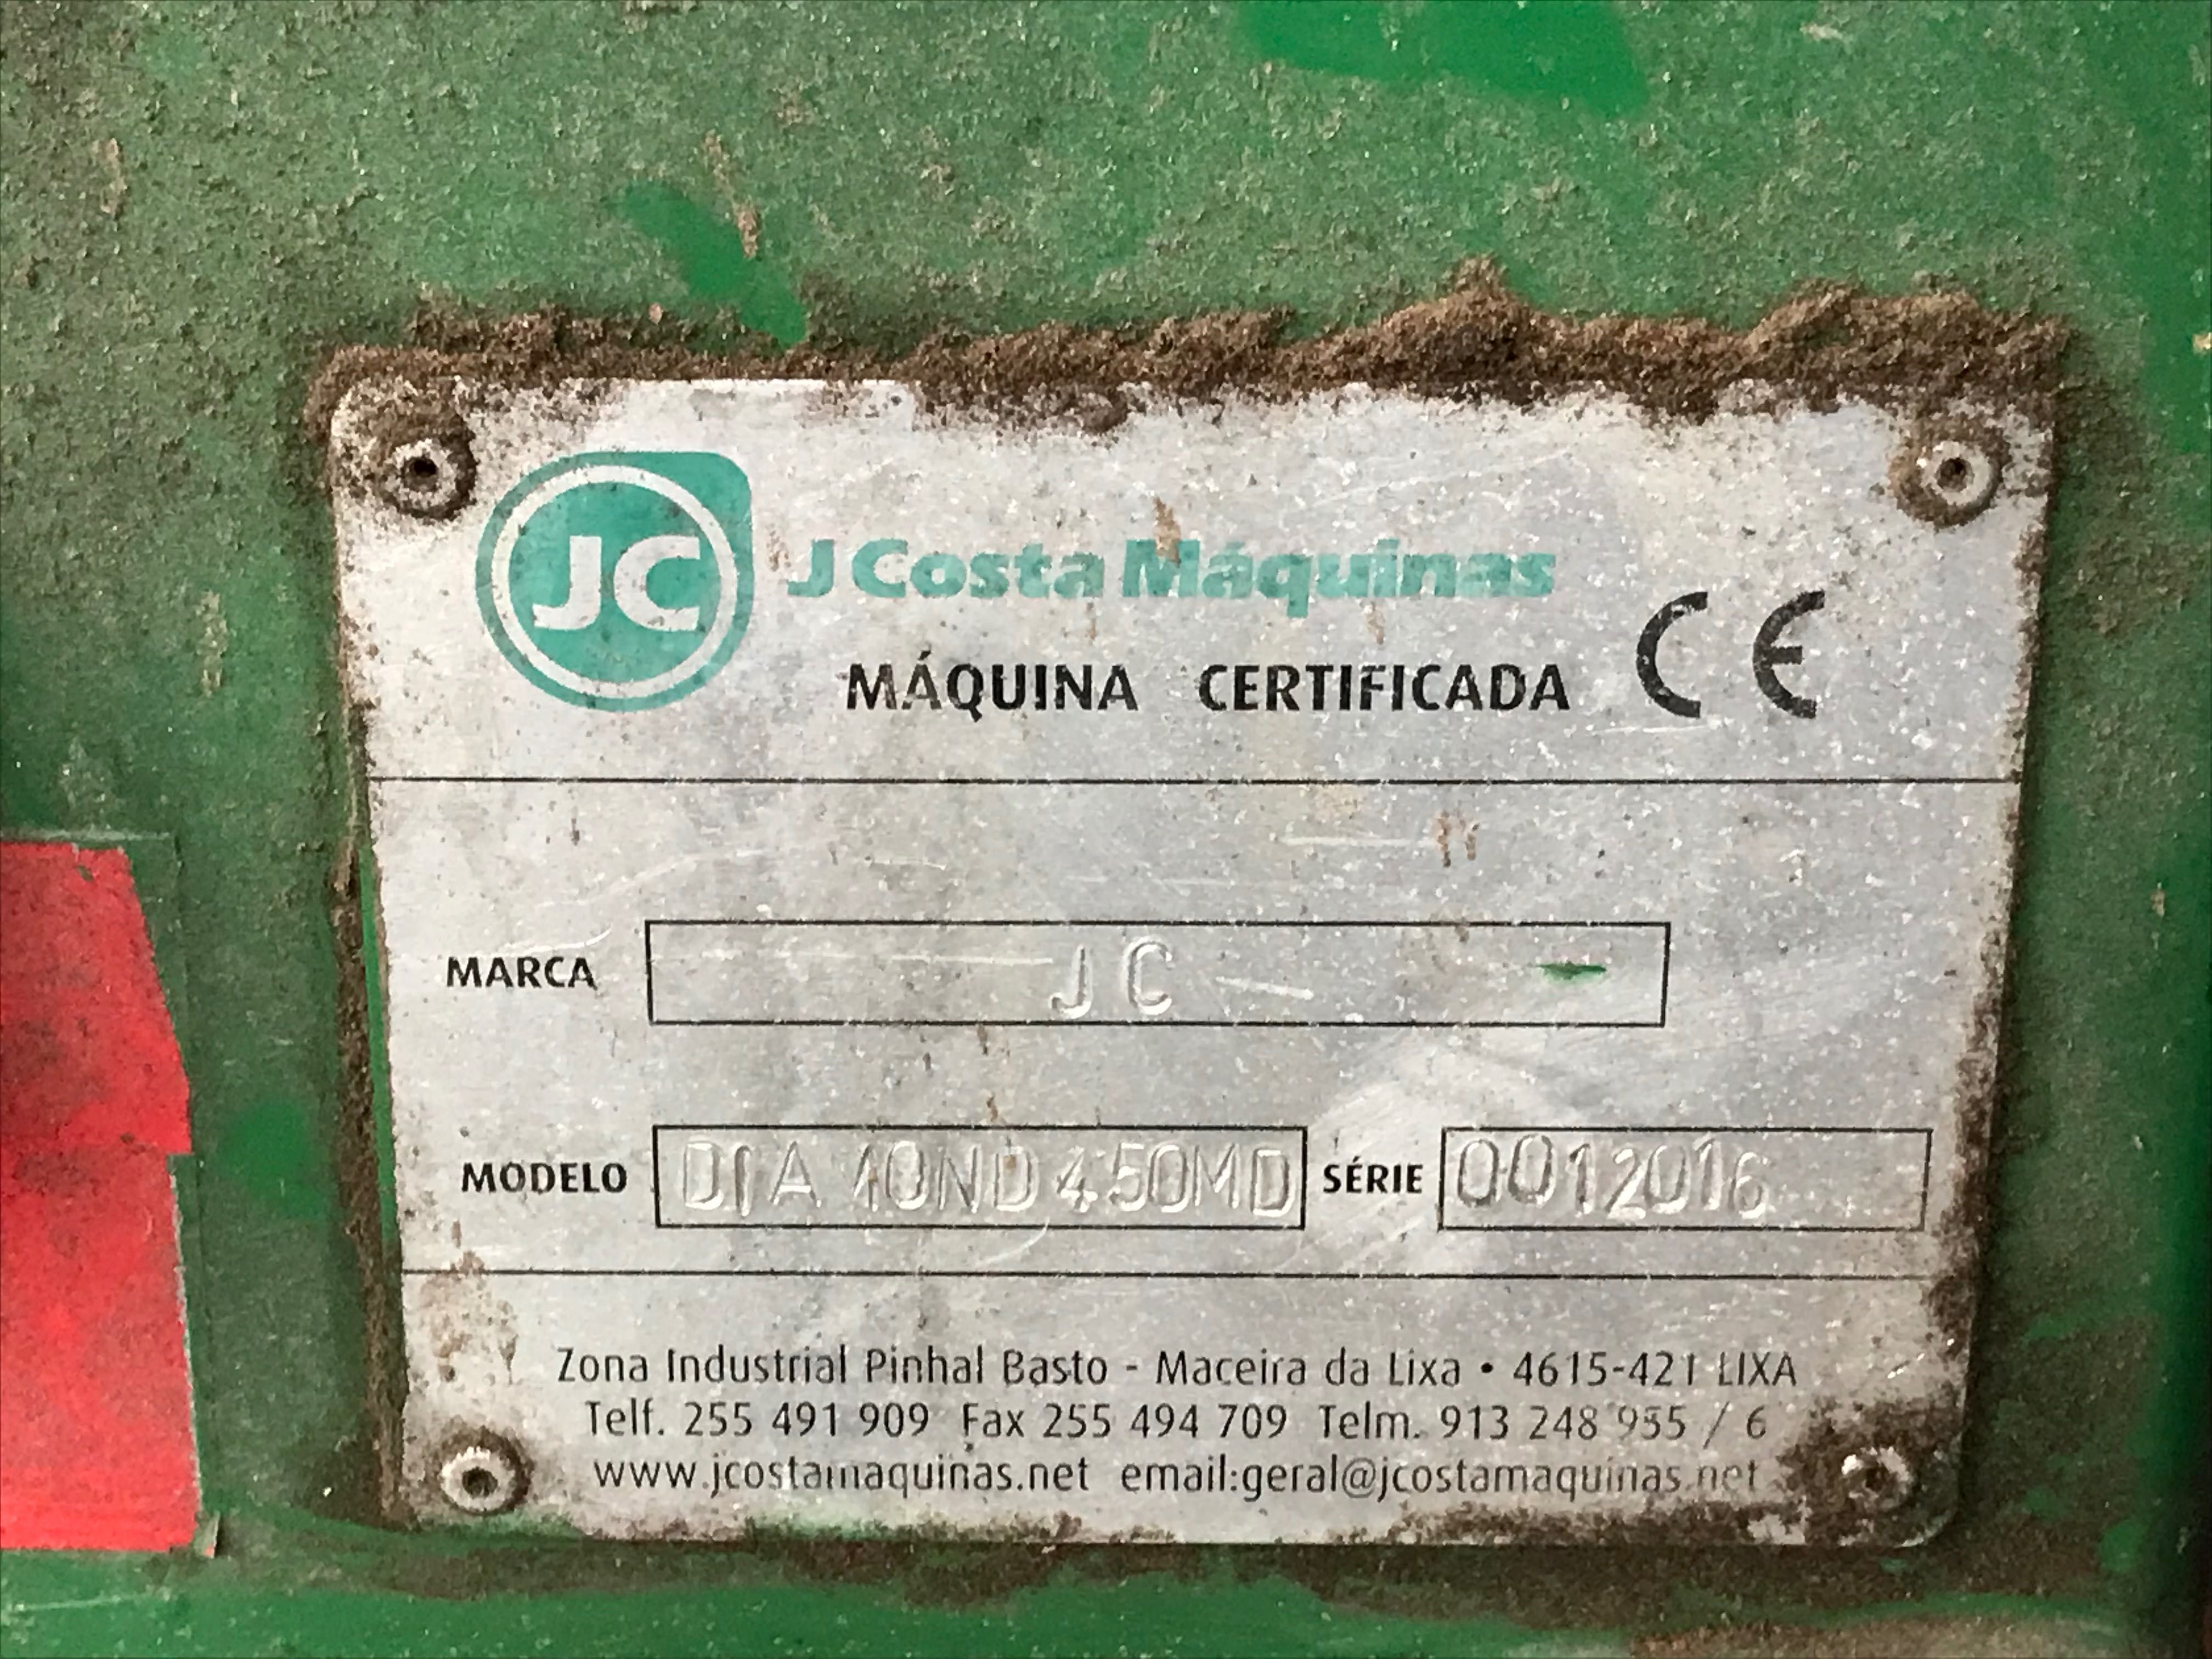 JC
J Costa Máquinas
MÁQUINA CERTIFICADA CE
MARCA JC
MODELO DIA 10ND 450MD SÉRIE 0012016
Zona Industrial Pinhal Basto - Maceira da Lixa • 4615-421 LIXA
Telf. 255 491 909 Fax 255 494 709 Telm. 913 248 955 / 6
www.jcostamaquinas.net email:geral@jcostamaquinas.net